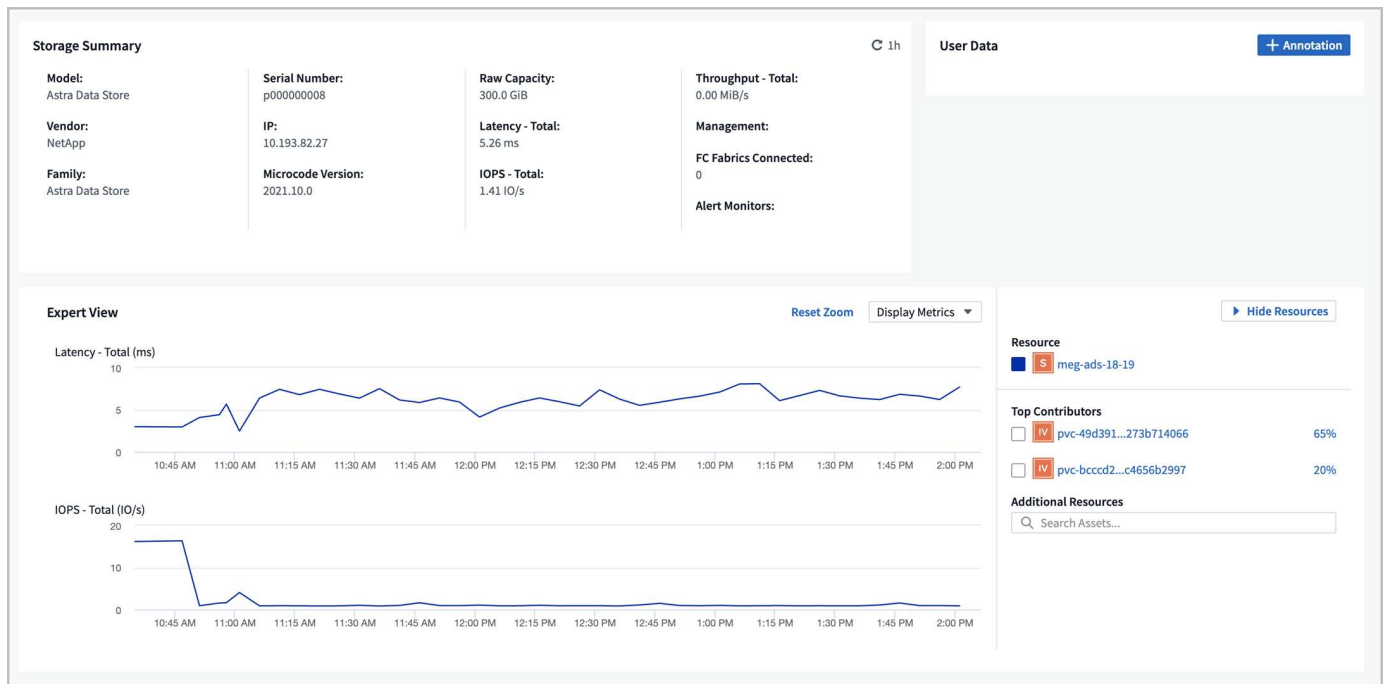 Storage Summary
1h
Model:
Astra Data Store
Vendor:
NetApp
Family:
Astra Data Store
Serial Number:
p000000008
IP:
10.193.82.27
Microcode Version:
2021.10.0
Raw Capacity:
300.0 GiB
Latency - Total:
5.26 ms
IOPS - Total:
1.41 IO/s
Throughput - Total:
0.00 MiB/s
Management:
FC Fabrics Connected:
0
Alert Monitors:
User Data
+ Annotation
Expert View
Reset Zoom
Display Metrics
Latency - Total (ms)
10
5
0
10:45 AM 11:00 AM 11:15 AM 11:30 AM 11:45 AM 12:00 PM 12:15 PM 12:30 PM 12:45 PM 1:00 PM 1:15 PM 1:30 PM 1:45 PM 2:00 PM
IOPS - Total (IO/s)
20
10
0
10:45 AM 11:00 AM 11:15 AM 11:30 AM 11:45 AM 12:00 PM 12:15 PM 12:30 PM 12:45 PM 1:00 PM 1:15 PM 1:30 PM 1:45 PM 2:00 PM
Hide Resources
Resource
S meg-ads-18-19
Top Contributors
IV pvc-49d391...273b714066 65%
IV pvc-bcccd2...c4656b2997 20%
Additional Resources
Search Assets...